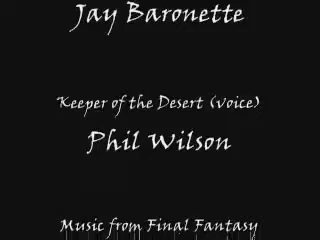 Jay Baronette
Keeper of the Desert (voice)
Phil Wilson
Music from Final Fantasy